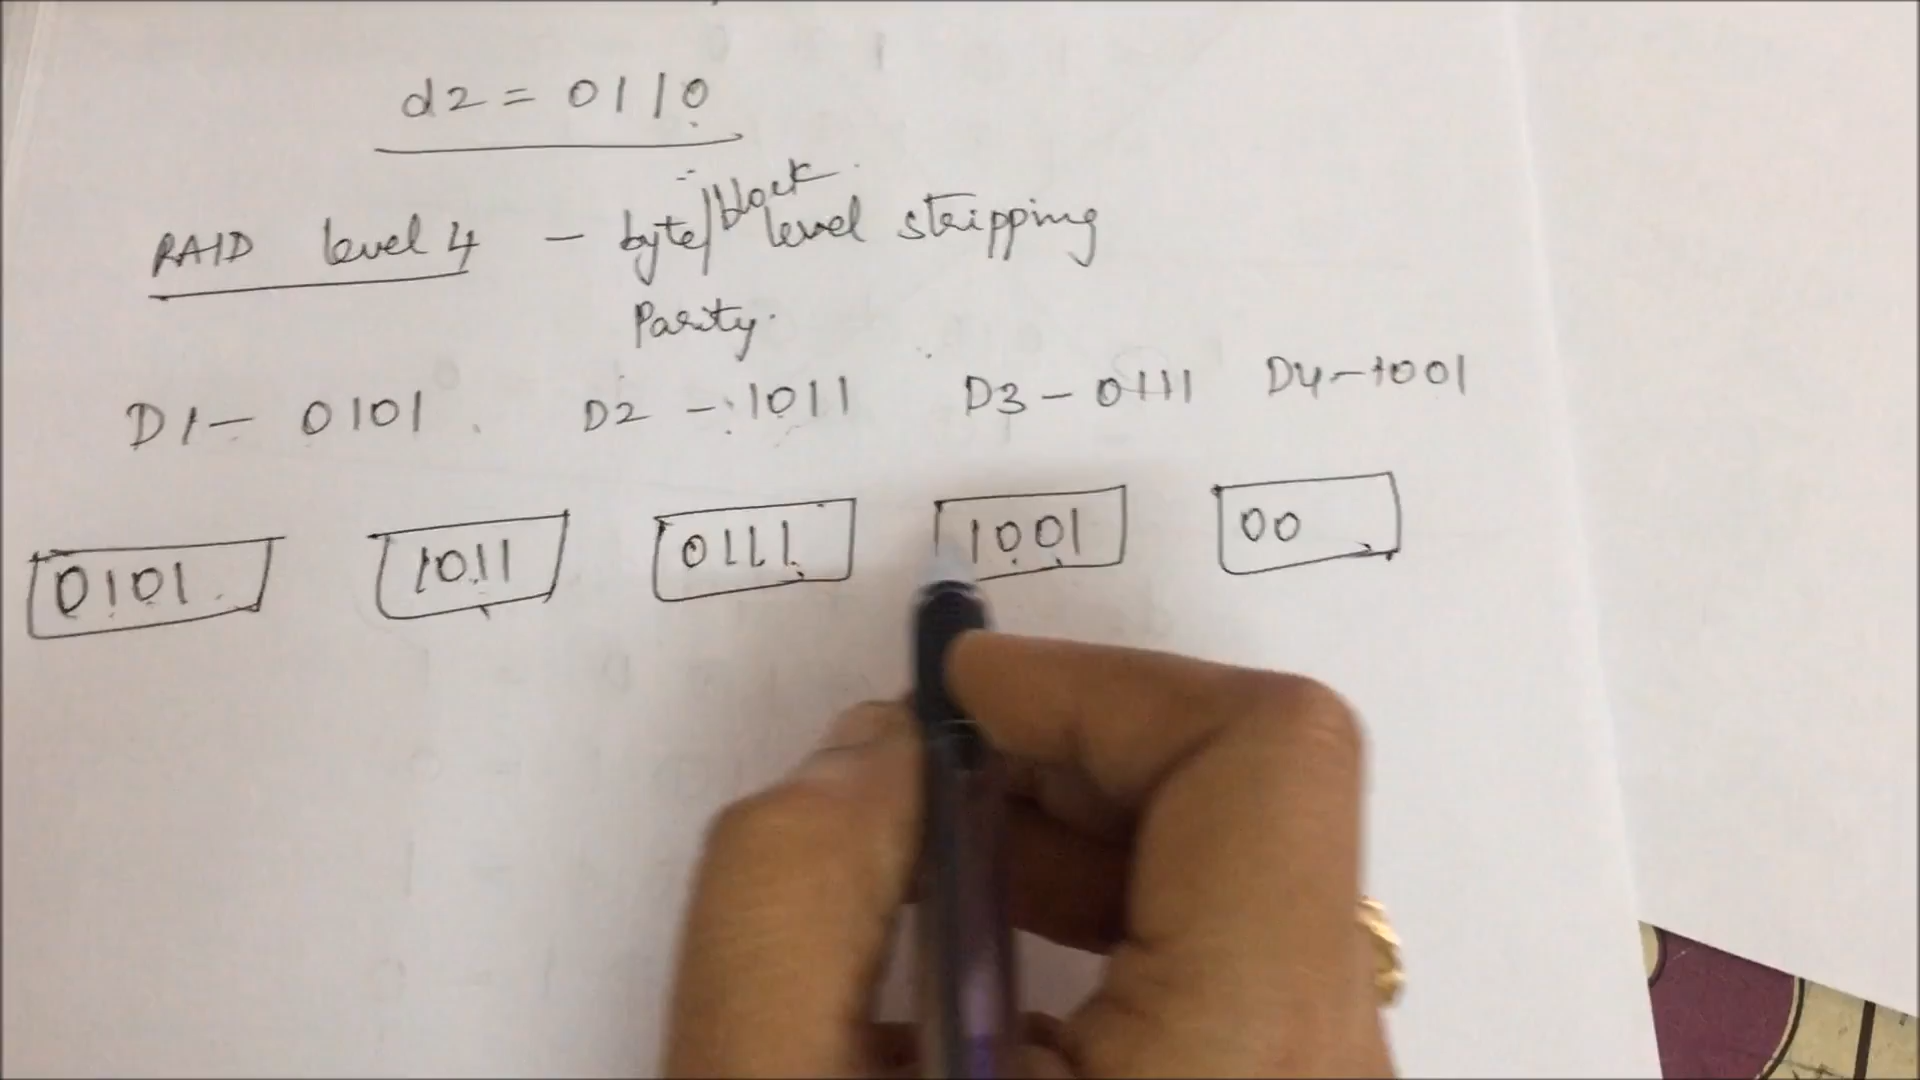 d2 = 0110
RAID level 4 - byte/block level stripping
Parity.
D1- 0101 D2 - 1011 D3 - 0111 D4-1001
0101 1011 0111 1001 00